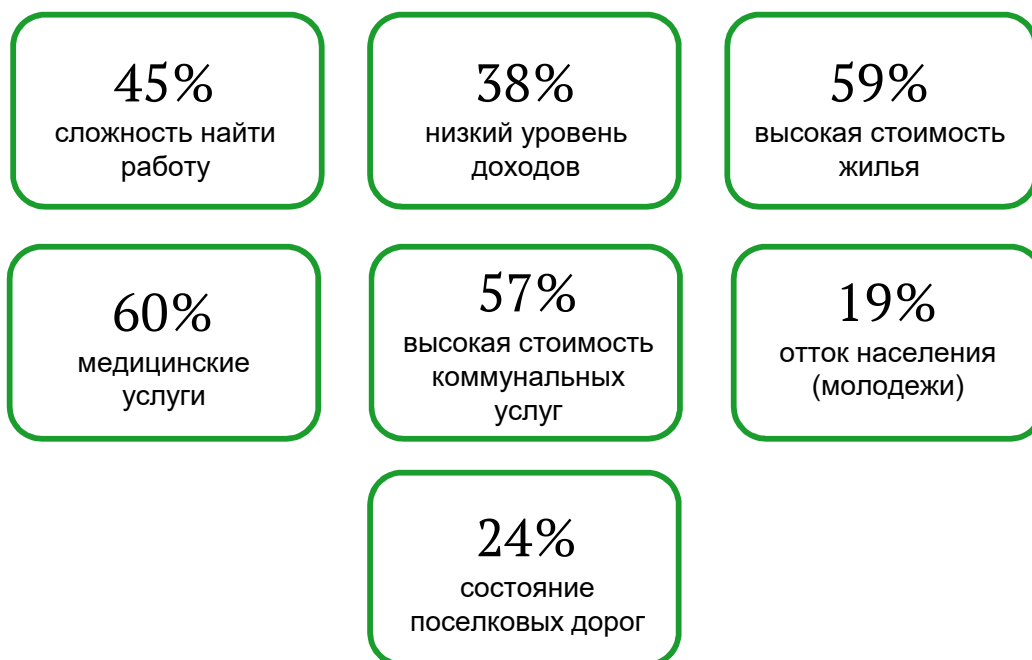 45%
сложность найти
работу
38%
низкий уровень
доходов
59%
высокая стоимость
жилья
60%
медицинские
услуги
57%
высокая стоимость
коммунальных
услуг
19%
отток населения
(молодежи)
24%
состояние
поселковых дорог